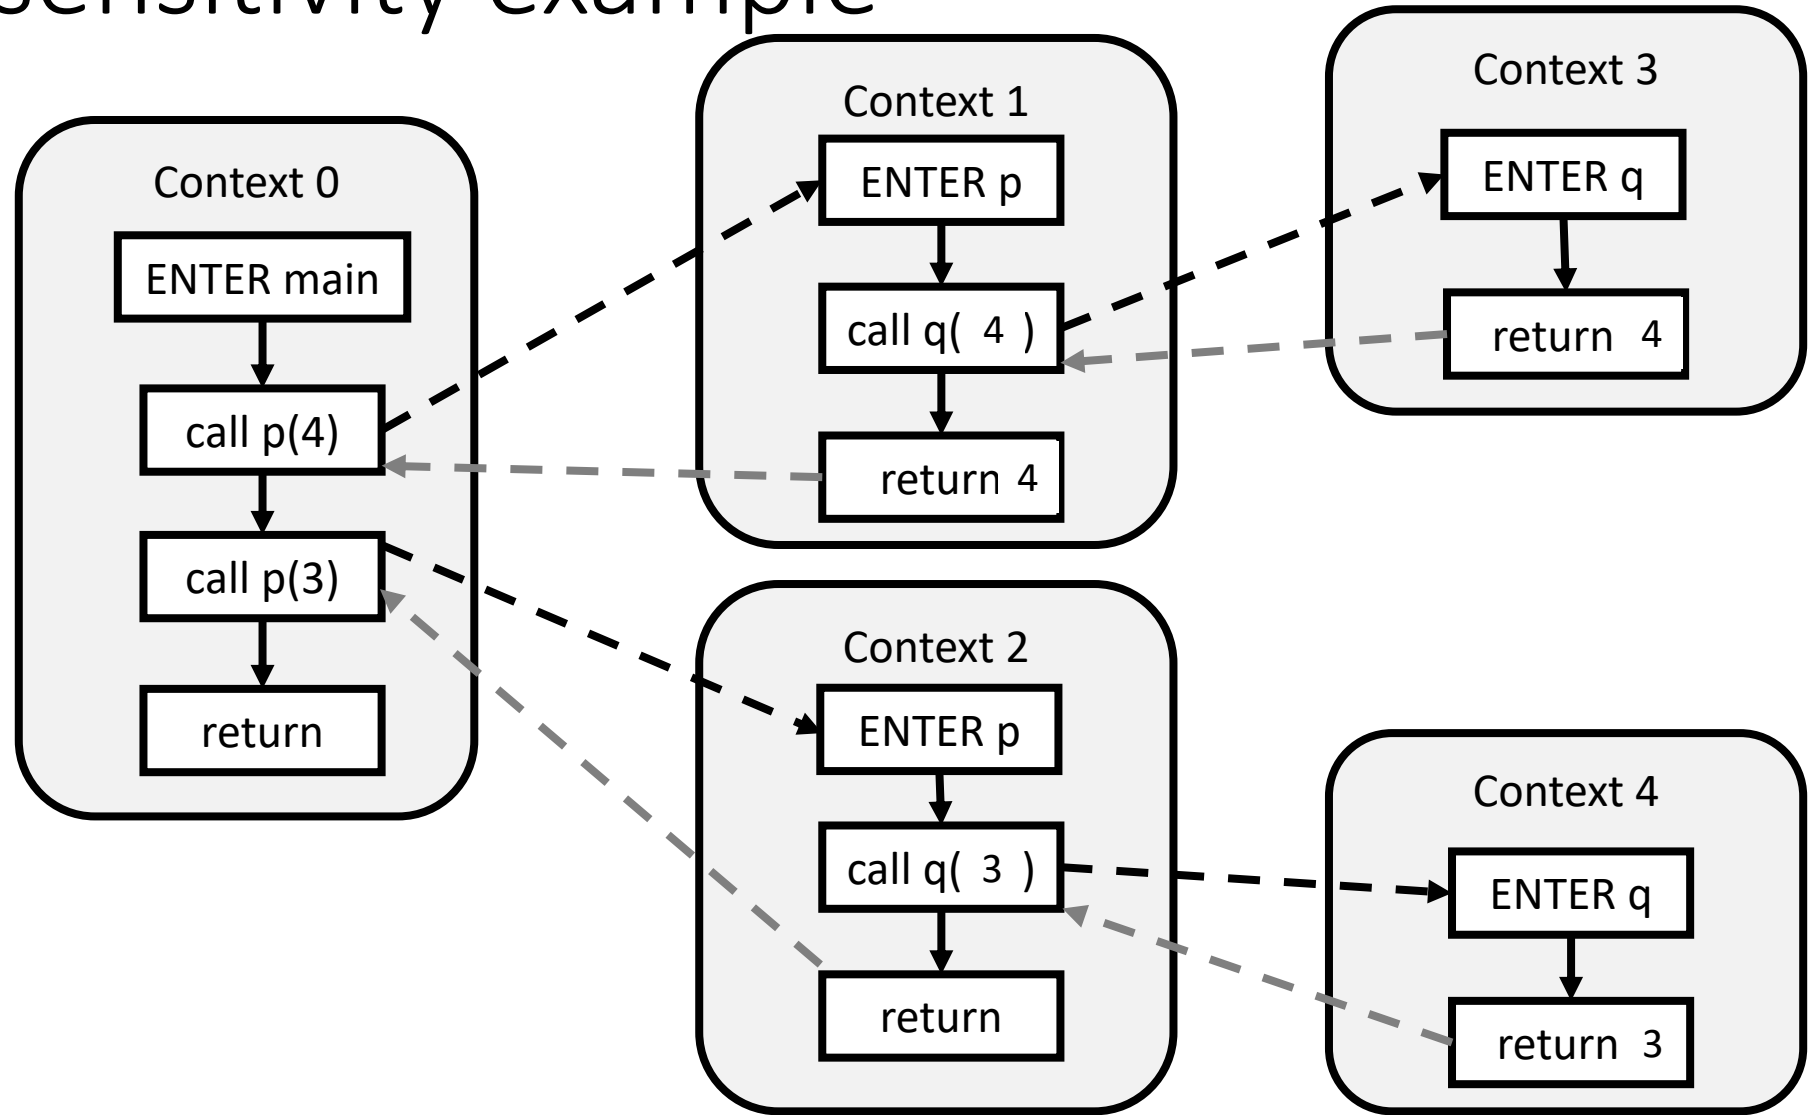 sensitivity example
Context 0
ENTER main
call p(4)
call p(3)
return
Context 1
ENTER p
call q( 4 )
return 4
Context 2
ENTER p
call q( 3 )
return
Context 3
ENTER q
return 4
Context 4
ENTER q
return 3